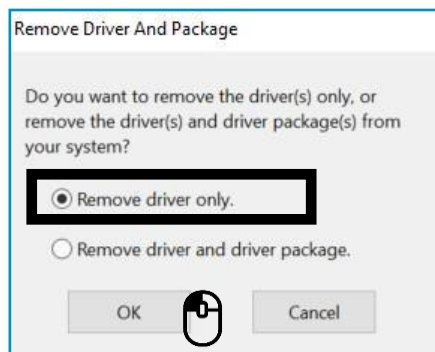 Remove Driver And Package
Do you want to remove the driver(s) only, or
remove the driver(s) and driver package(s) from
your system?
Remove driver only.
Remove driver and driver package.
OK
Cancel